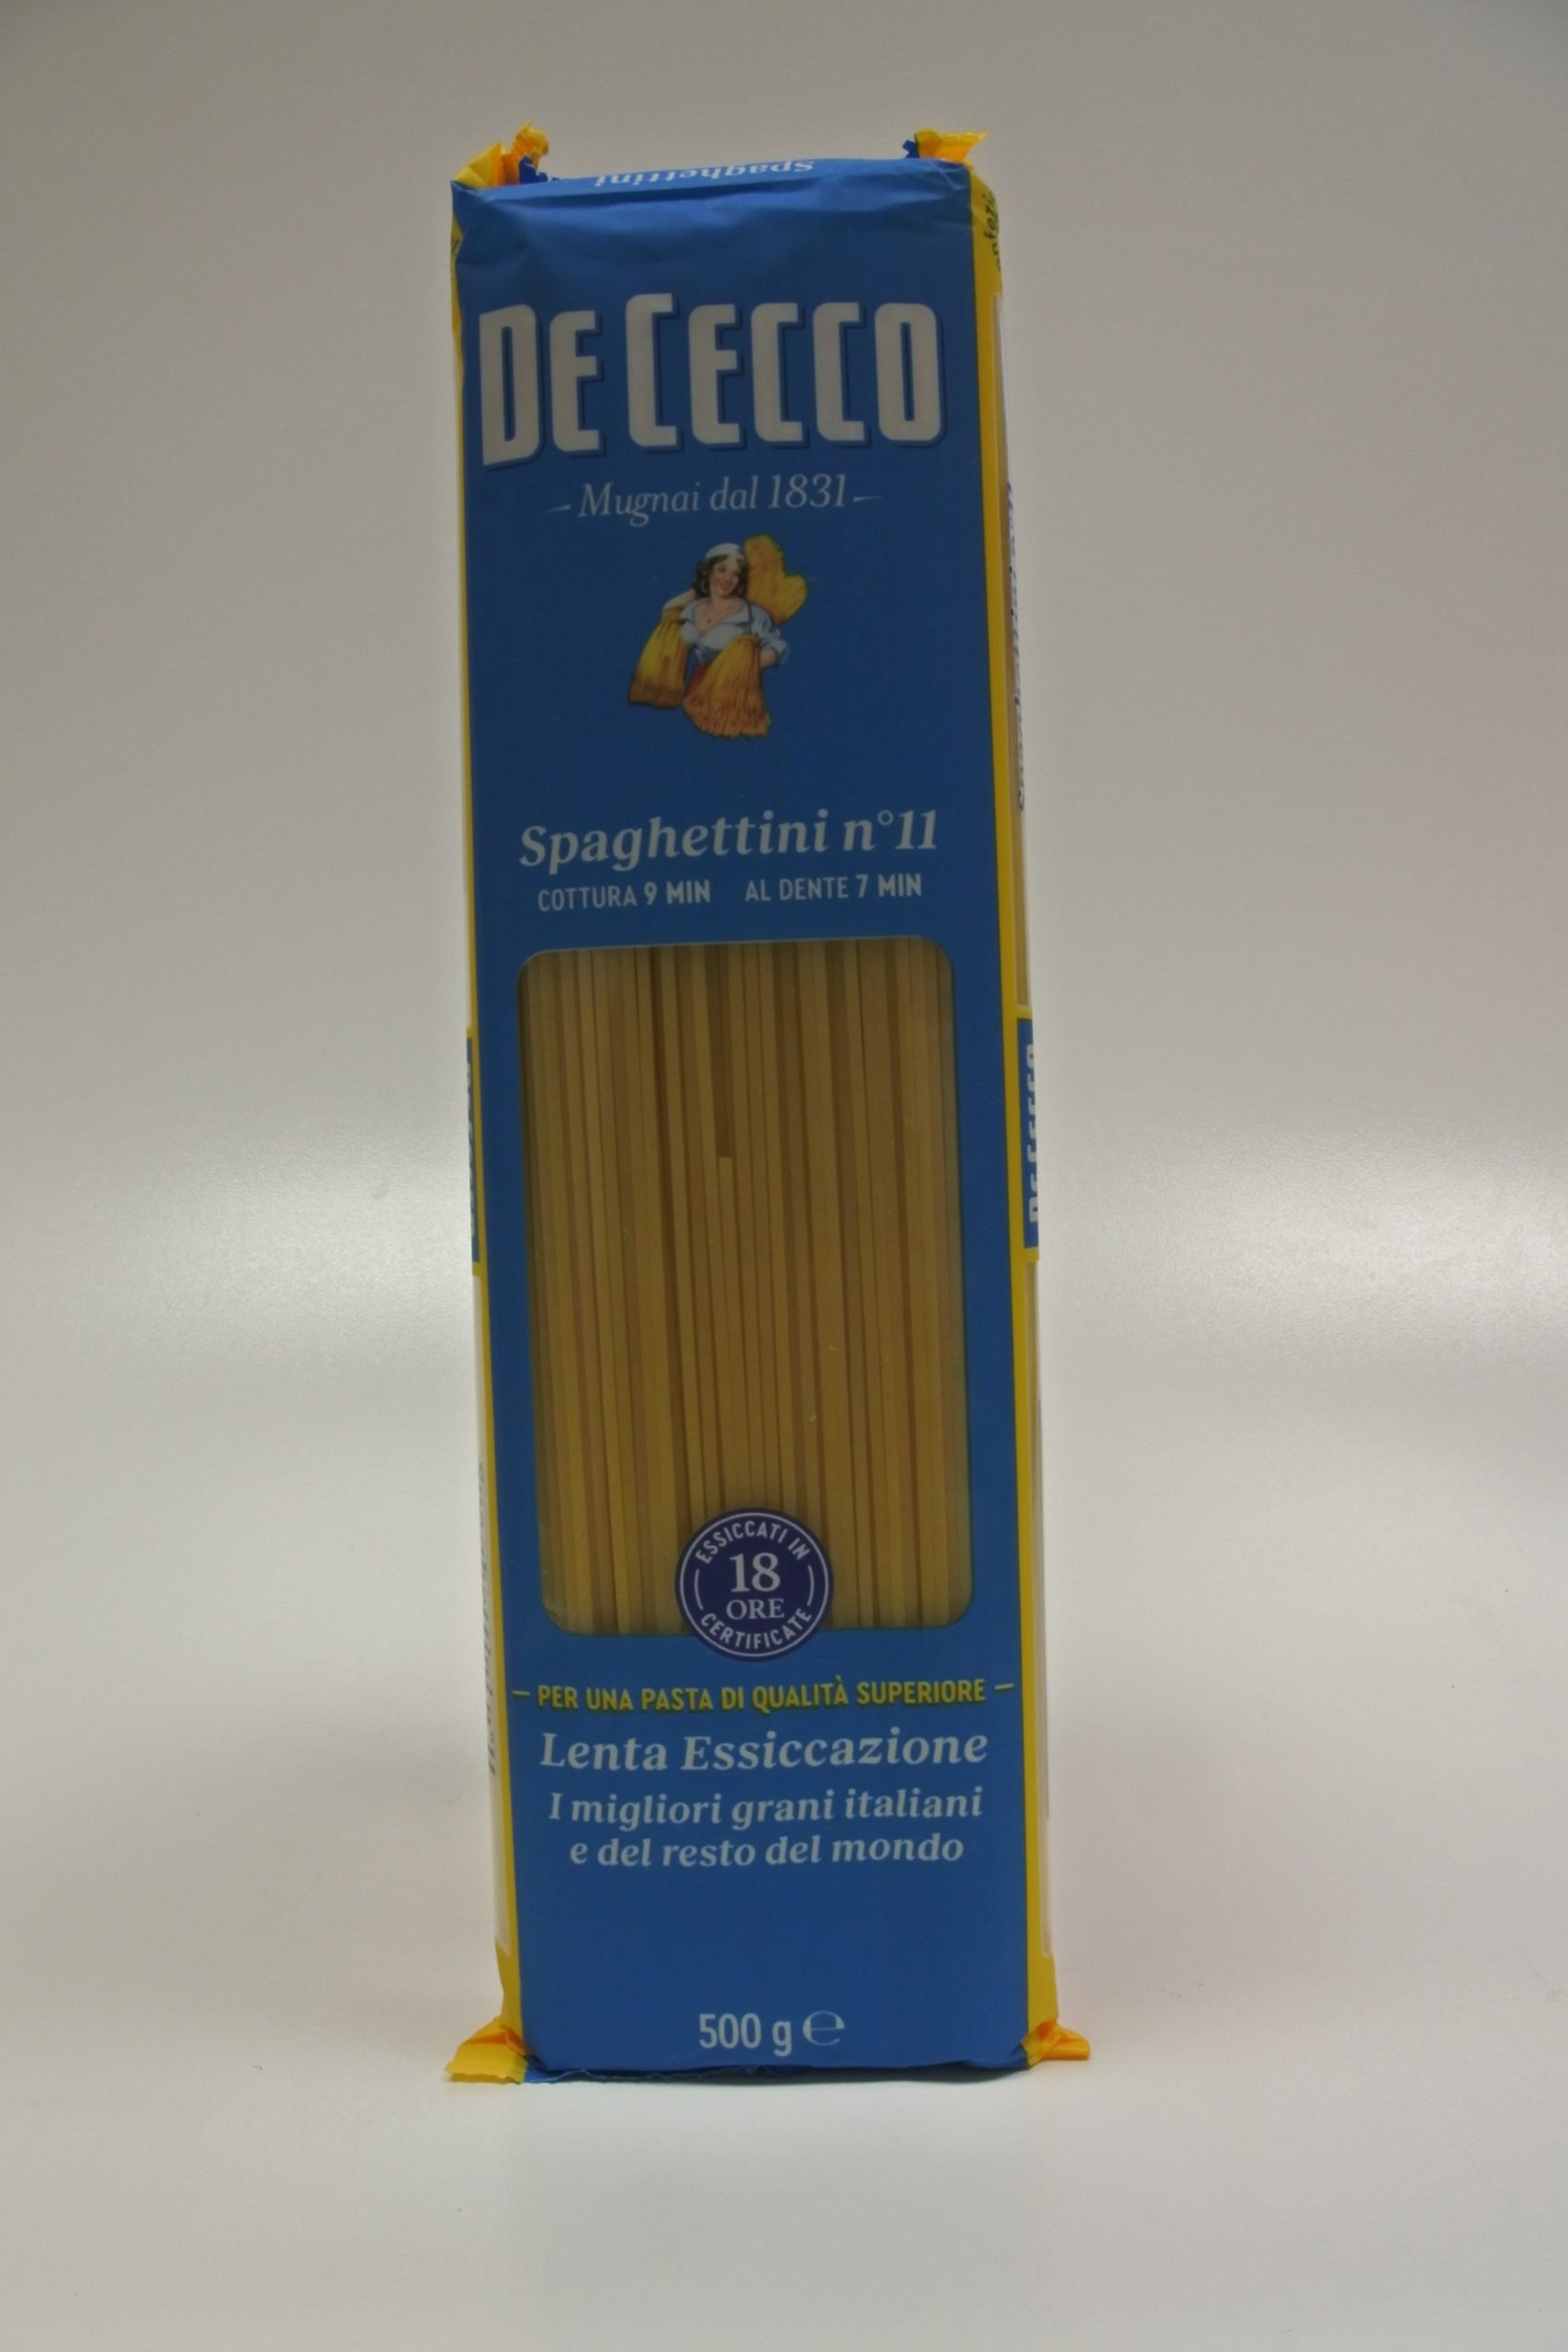 Spaghettini
DE CECCO
Mugnai dal 1831
Spaghettini n°11
COTTURA 9 MIN AL DENTE 7 MIN
ESSICCATI IN
18
ORE
CERTIFICATE
PER UNA PASTA DI QUALITÀ SUPERIORE
Lenta Essiccazione
I migliori grani italiani
e del resto del mondo
500 g ℮
DE CECCO